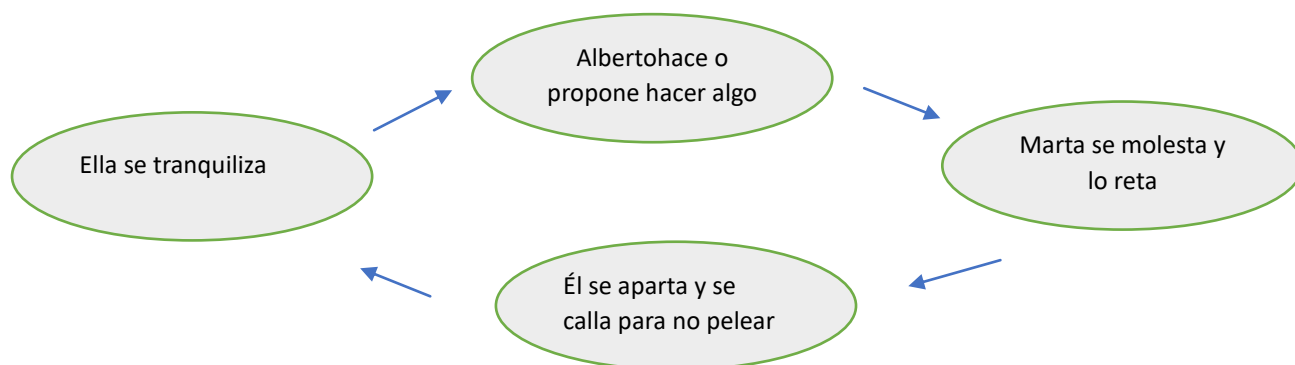 Albertohace o
propone hacer algo
Marta se molesta y
lo reta
Él se aparta y se
calla para no pelear
Ella se tranquiliza